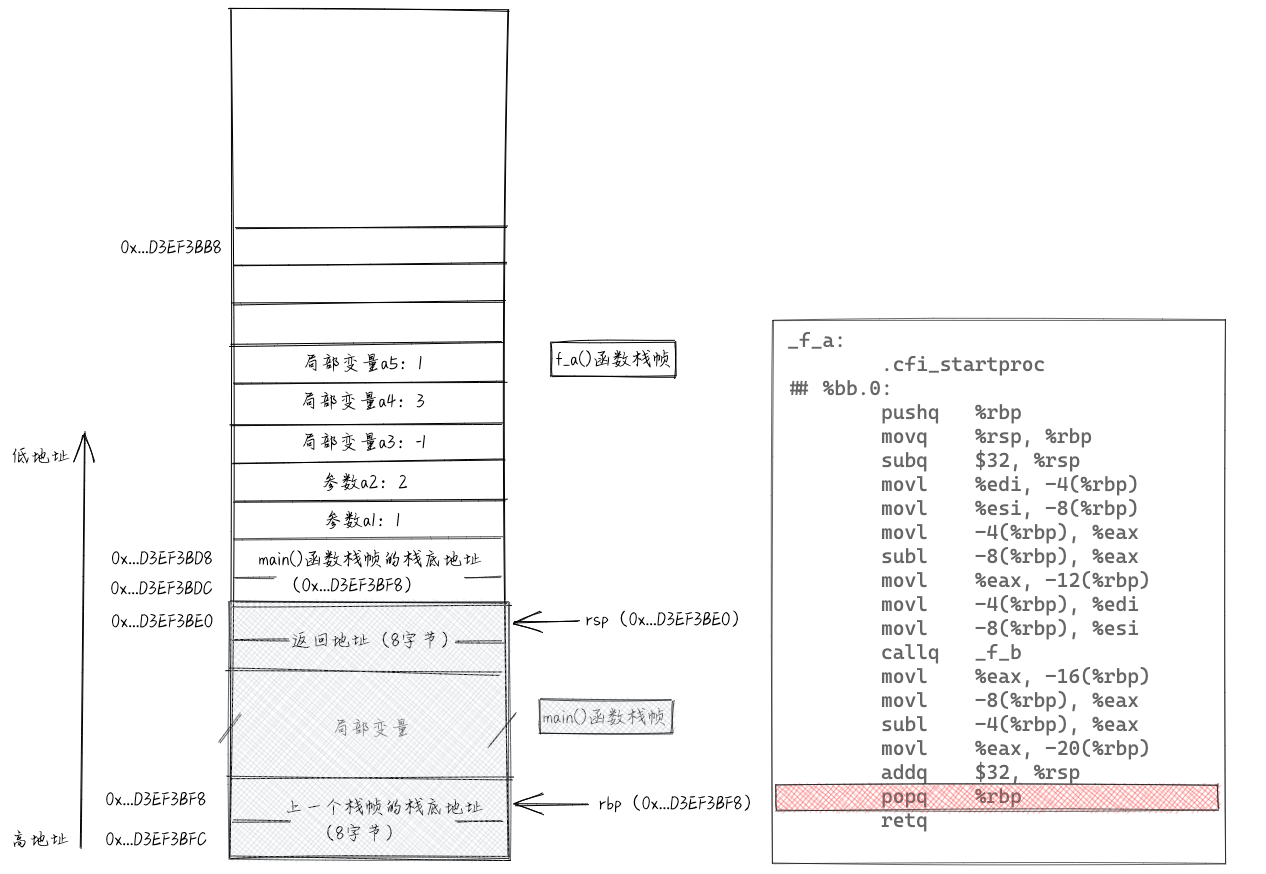 0x...D3EF3BB8
局部变量a5: 1
f_a()函数栈帧
局部变量a4: 3
局部变量a3: -1
低地址
参数a2: 2
参数a1: 1
0x...D3EF3BD8
main()函数栈帧的栈底地址
0x...D3EF3BDC
(0x...D3EF3BF8)
0x...D3EF3BE0
rsp (0x...D3EF3BE0)
返回地址 (8字节)
局部变量
main()函数栈帧
0x...D3EF3BF8
上一个栈帧的栈底地址
rbp (0x...D3EF3BF8)
(8字节)
高地址
0x...D3EF3BFC
_f_a:
.cfi_startproc
## %bb.0:
pushq %rbp
movq %rsp, %rbp
subq $32, %rsp
movl %edi, -4(%rbp)
movl %esi, -8(%rbp)
movl -4(%rbp), %eax
subl -8(%rbp), %eax
movl %eax, -12(%rbp)
movl -4(%rbp), %edi
movl -8(%rbp), %esi
callq _f_b
movl %eax, -16(%rbp)
movl -8(%rbp), %eax
subl -4(%rbp), %eax
movl %eax, -20(%rbp)
addq $32, %rsp
popq %rbp
retq